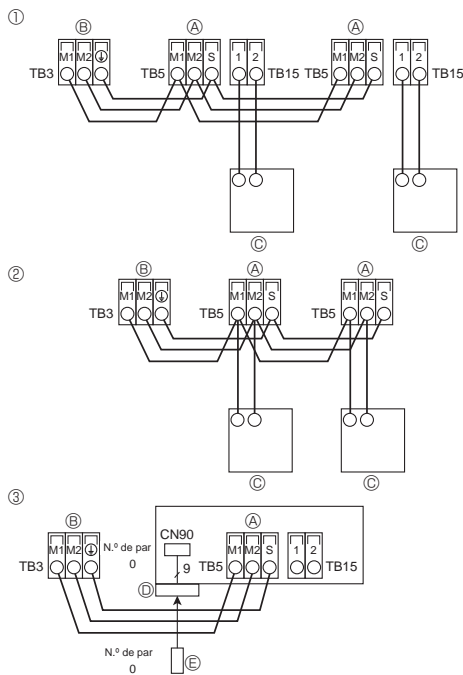 ①
Ⓑ Ⓐ Ⓐ
M1 M2 ⏚ M1 M2 S 1 2 M1 M2 S 1 2
TB3 TB5 TB15 TB5 TB15
Ⓒ Ⓒ
②
Ⓑ Ⓐ Ⓐ
M1 M2 ⏚ M1 M2 S M1 M2 S
TB3 TB5 TB5
Ⓒ Ⓒ
③
Ⓑ Ⓐ
CN90
M1 M2 ⏚ M1 M2 S 1 2
TB3 N.º de par 9 TB5 TB15
0
Ⓓ
N.º de par
0
Ⓔ